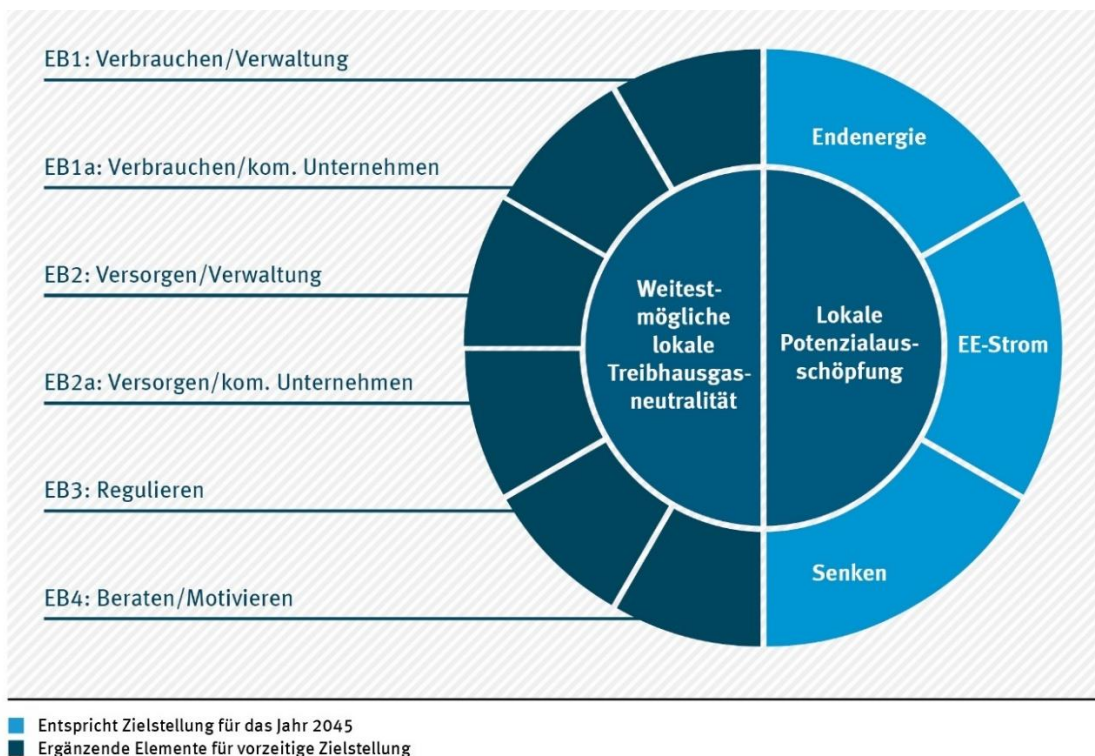 EB1: Verbrauchen/Verwaltung
EB1a: Verbrauchen/kom. Unternehmen
EB2: Versorgen/Verwaltung
EB2a: Versorgen/kom. Unternehmen
EB3: Regulieren
EB4: Beraten/Motivieren
Weitest-
mögliche
lokale
Treibhausgas-
neutralität
Lokale
Potenzialaus-
schöpfung
Endenergie
EE-Strom
Senken
Entspricht Zielstellung für das Jahr 2045
Ergänzende Elemente für vorzeitige Zielstellung